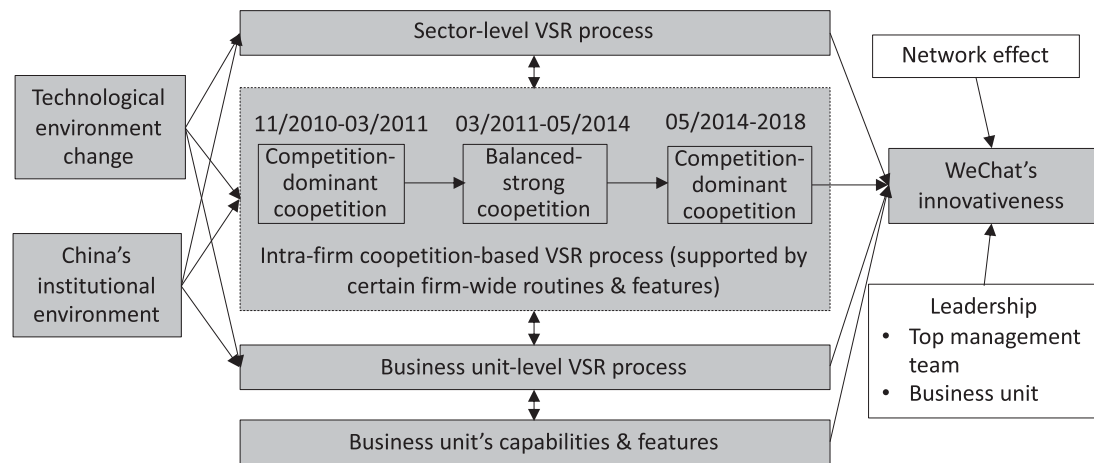 Sector-level VSR process
Network effect
Technological
environment
change
11/2010-03/2011
03/2011-05/2014
05/2014-2018
Competition-
dominant
coopetition
Balanced-
strong
coopetition
Competition-
dominant
coopetition
WeChat's
innovativeness
China's
institutional
environment
Intra-firm coopetition-based VSR process (supported by
certain firm-wide routines & features)
Leadership
• Top management
team
• Business unit
Business unit-level VSR process
Business unit's capabilities & features